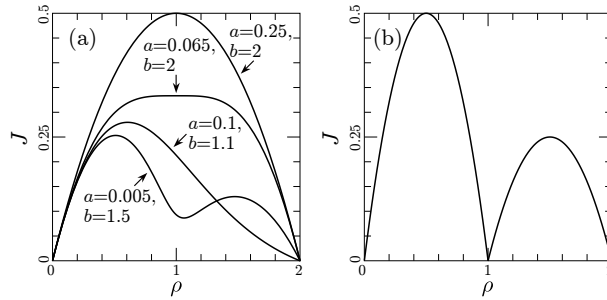 0.5
(a)
a=0.065,
b=2
a=0.25,
b=2
J
0.25
a=0.1,
b=1.1
a=0.005,
b=1.5
0
0
1
2
ρ
0.5
(b)
J
0.25
0
0
1
ρ